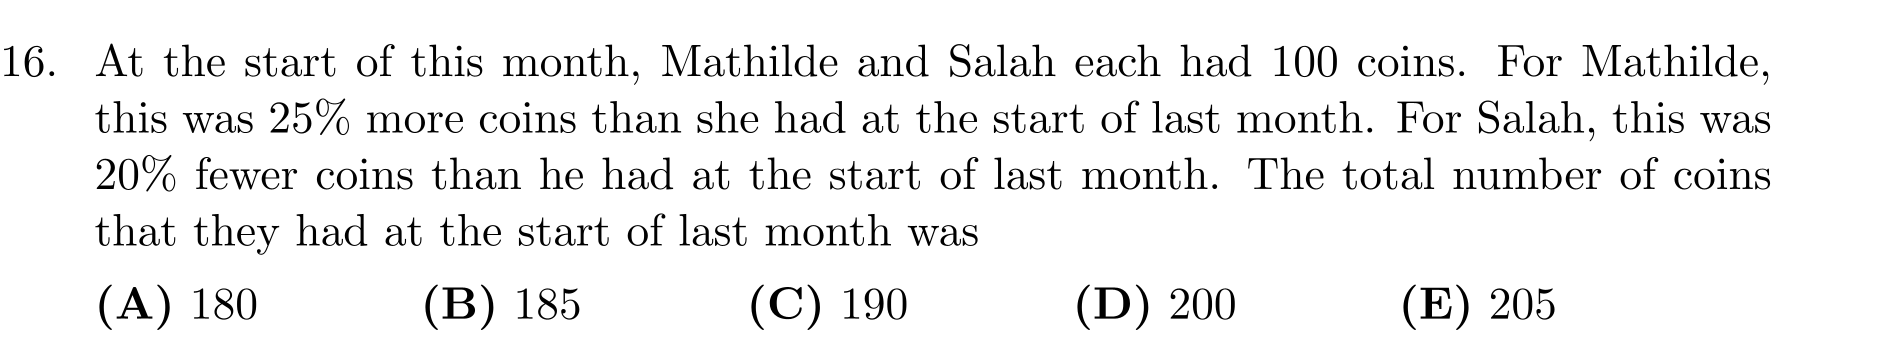 16. At the start of this month, Mathilde and Salah each had 100 coins. For Mathilde,
this was 25% more coins than she had at the start of last month. For Salah, this was
20% fewer coins than he had at the start of last month. The total number of coins
that they had at the start of last month was
(A) 180 (B) 185 (C) 190 (D) 200 (E) 205